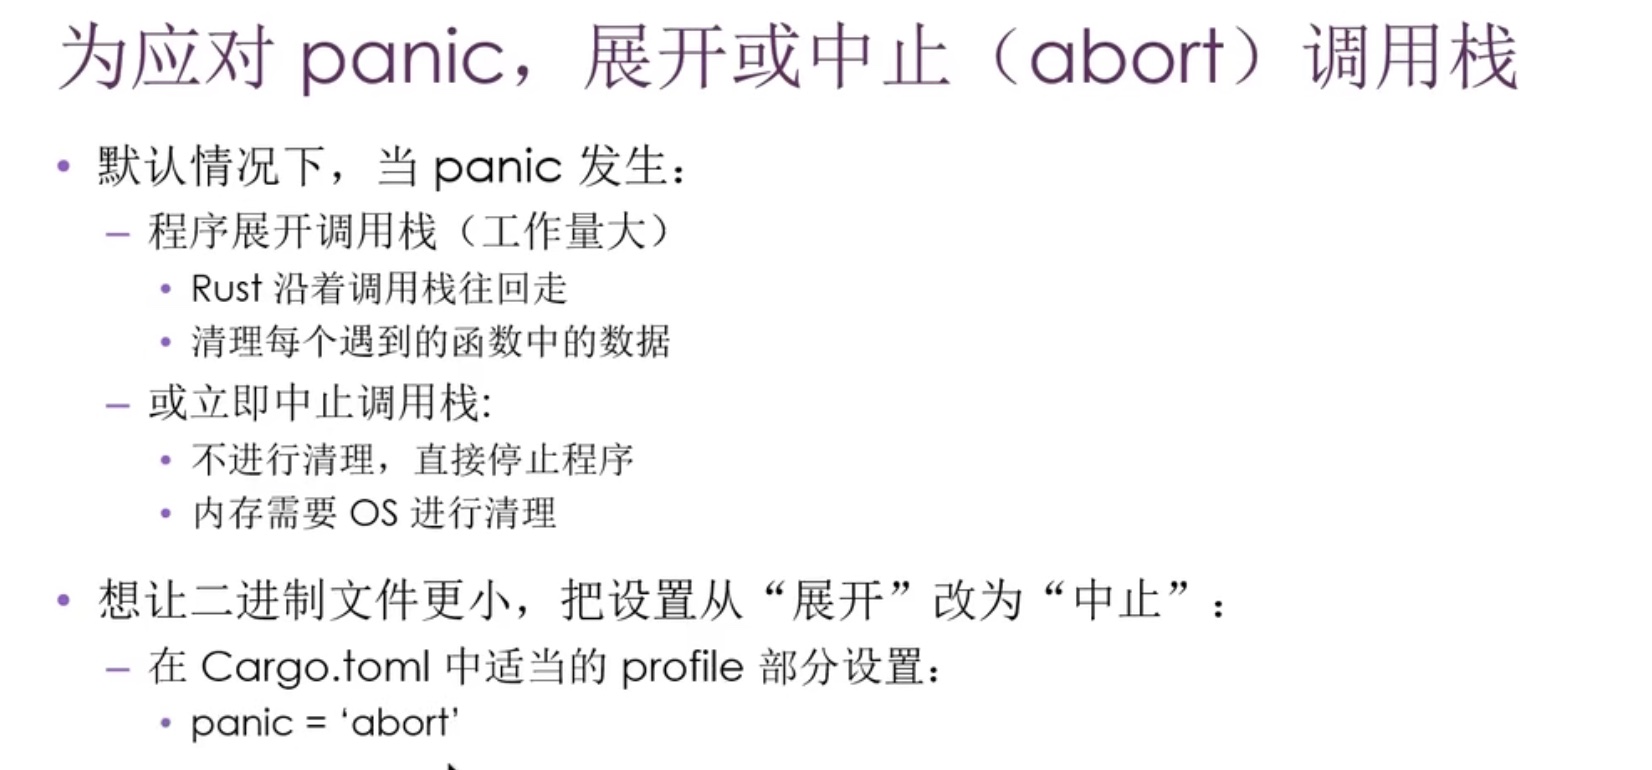 为应对 panic，展开或中止（abort）调用栈
• 默认情况下，当 panic 发生：
– 程序展开调用栈（工作量大）
• Rust 沿着调用栈往回走
• 清理每个遇到的函数中的数据
– 或立即中止调用栈:
• 不进行清理，直接停止程序
• 内存需要 OS 进行清理
• 想让二进制文件更小，把设置从“展开”改为“中止”：
– 在 Cargo.toml 中适当的 profile 部分设置：
• panic = ‘abort’